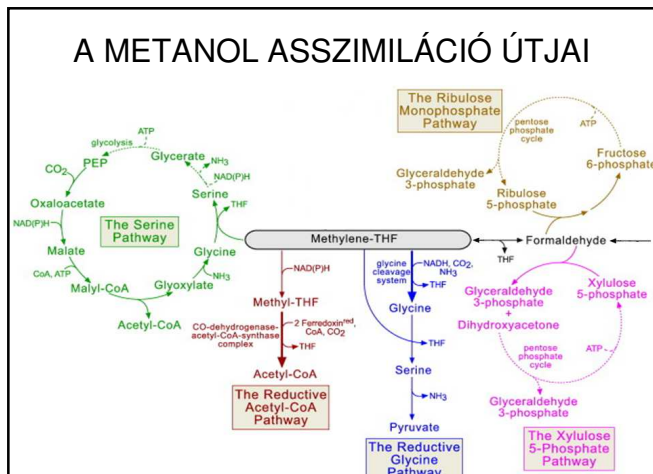 A METANOL ASSZIMILÁCIÓ ÚTJAI
ATP
glycolysis
PEP
Glycerate
NH3
NAD(P)H
CO2
Oxaloacetate
Serine
THF
NAD(P)H
The Serine
Pathway
Malate
Glycine
CoA, ATP
NH3
Malyl-CoA
Glyoxylate
Acetyl-CoA
Methylene-THF
NAD(P)H
Methyl-THF
CO-dehydrogenase-
acetyl-CoA-synthase
complex
2 Ferredoxinred,
CoA, CO2
THF
Acetyl-CoA
The Reductive
Acetyl-CoA
Pathway
glycine
cleavage
system
NADH, CO2,
NH3
THF
Glycine
THF
Serine
NH3
Pyruvate
The Reductive
Glycine
Pathway
The Ribulose
Monophosphate
Pathway
pentose
phosphate
cycle
ATP
Glyceraldehyde
3-phosphate
Fructose
6-phosphate
Ribulose
5-phosphate
THF
Formaldehyde
Glyceraldehyde
3-phosphate
+
Dihydroxyacetone
Xylulose
5-phosphate
pentose
phosphate
cycle
ATP
Glyceraldehyde
3-phosphate
The Xylulose
5-Phosphate
Pathway